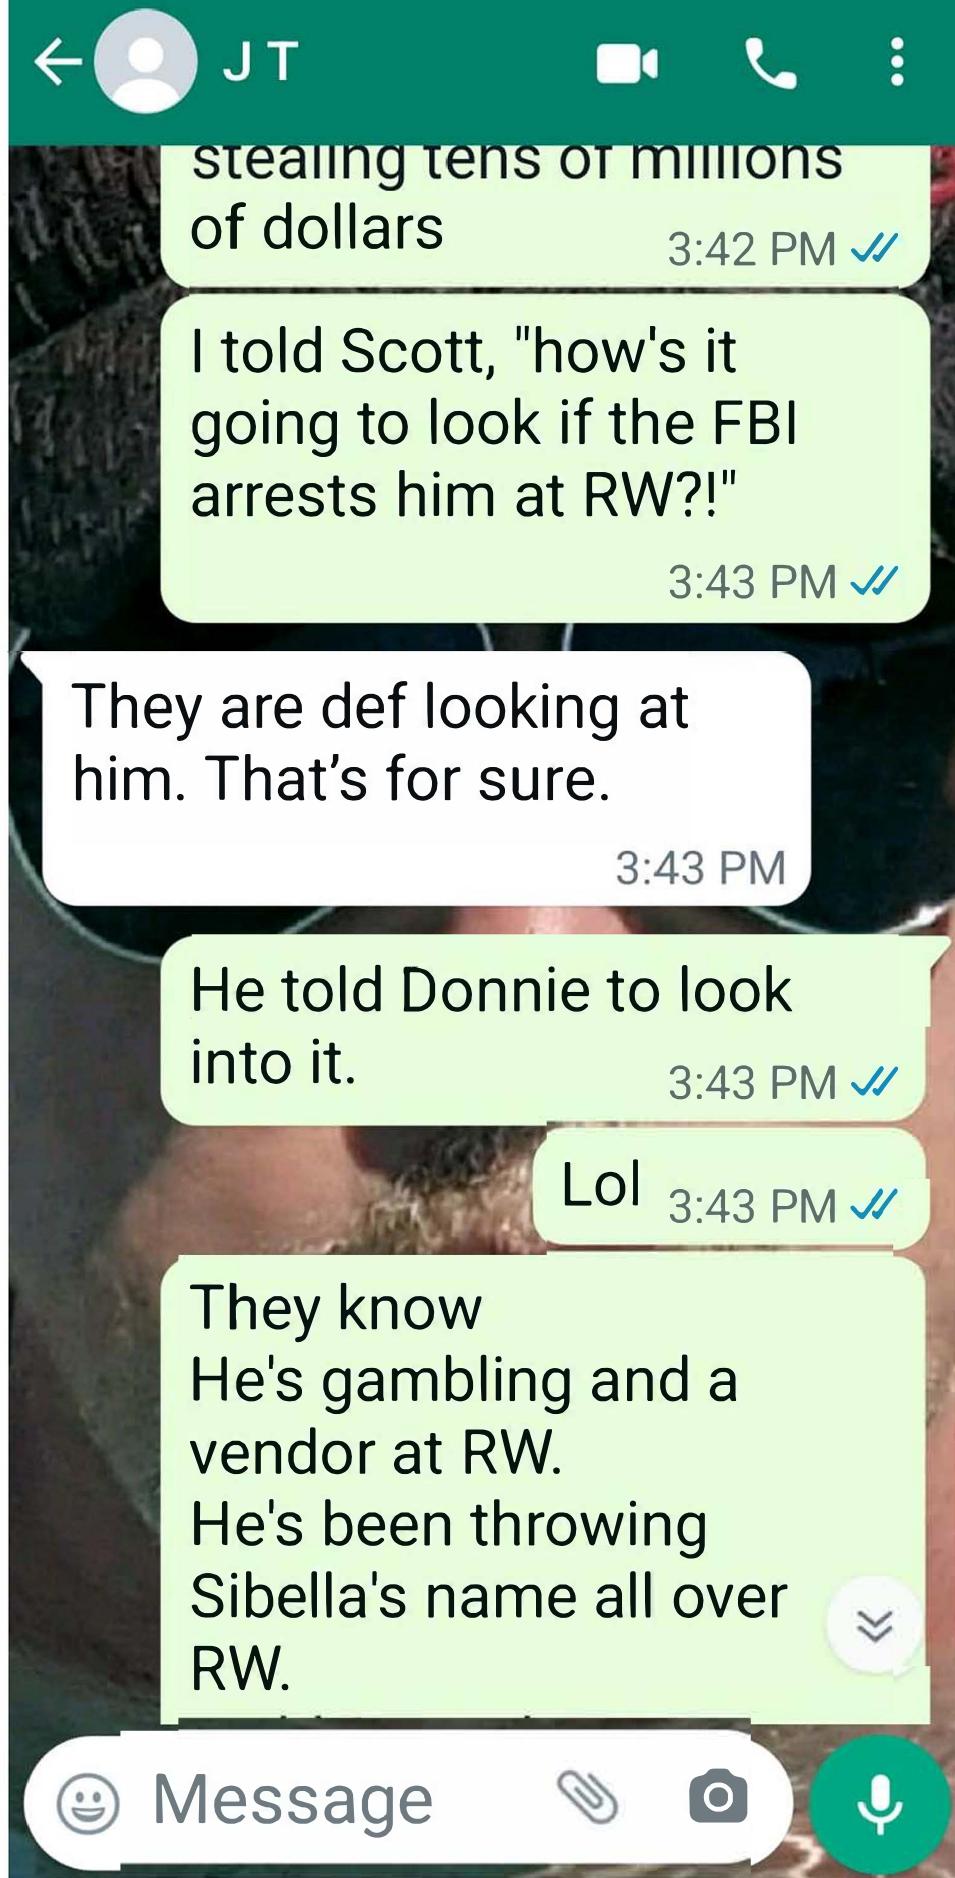 J T
stealing tens of millions
of dollars
3:42 PM
I told Scott, "how's it
going to look if the FBI
arrests him at RW?!"
3:43 PM
They are def looking at
him. That’s for sure.
3:43 PM
He told Donnie to look
into it.
3:43 PM
Lol 3:43 PM
They know
He's gambling and a
vendor at RW.
He's been throwing
Sibella's name all over
RW.
Message